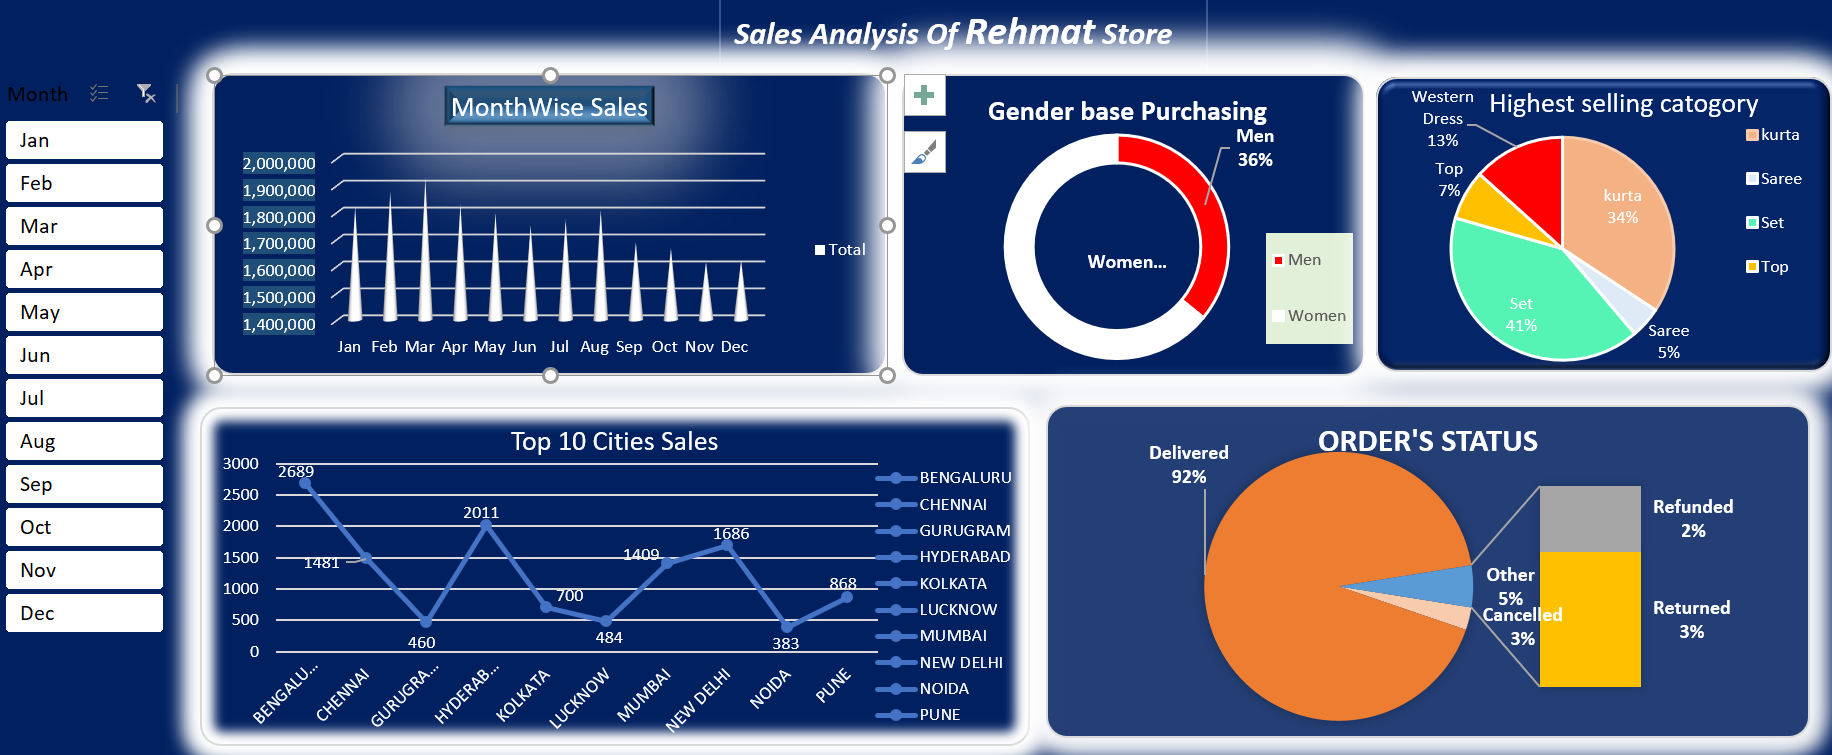 Sales Analysis Of Rehmat Store
Month
Jan
Feb
Mar
Apr
May
Jun
Jul
Aug
Sep
Oct
Nov
Dec
MonthWise Sales
2,000,000
1,900,000
1,800,000
1,700,000
1,600,000
1,500,000
1,400,000
Jan Feb Mar Apr May Jun Jul Aug Sep Oct Nov Dec
Total
Gender base Purchasing
Men
36%
Women...
Men
Women
Highest selling catogory
Western
Dress
13%
Top
7%
kurta
34%
Set
41%
Saree
5%
kurta
Saree
Set
Top
Top 10 Cities Sales
3000
2500
2000
1500
1000
500
0
2689
1481
460
2011
700
484
1409
1686
383
868
BENGALU...
CHENNAI
GURUGRA...
HYDERAB...
KOLKATA
LUCKNOW
MUMBAI
NEW DELHI
NOIDA
PUNE
BENGALURU
CHENNAI
GURUGRAM
HYDERABAD
KOLKATA
LUCKNOW
MUMBAI
NEW DELHI
NOIDA
PUNE
ORDER'S STATUS
Delivered
92%
Other
5%
Cancelled
3%
Refunded
2%
Returned
3%